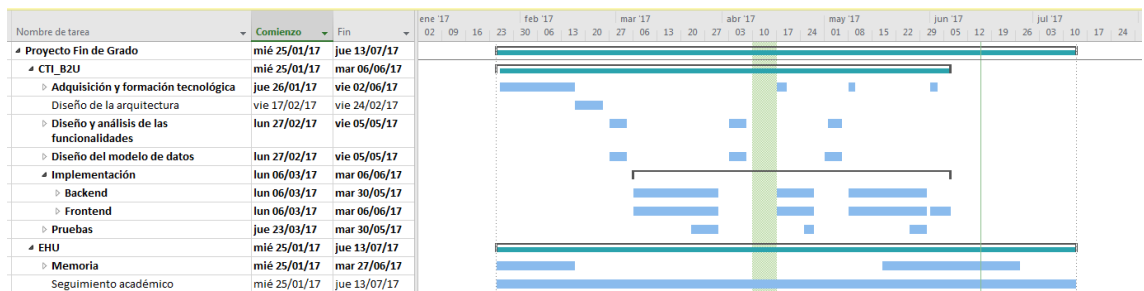 ene '17 feb '17 mar '17 abr '17 may '17 jun '17 jul '17
Nombre de tarea Comienzo Fin 02 09 16 23 30 06 13 20 27 06 13 20 27 03 10 17 24 01 08 15 22 29 05 12 19 26 03 10 17 24
Proyecto Fin de Grado mié 25/01/17 jue 13/07/17
CTI_B2U mié 25/01/17 mar 06/06/17
Adquisición y formación tecnológica jue 26/01/17 vie 02/06/17
Diseño de la arquitectura vie 17/02/17 vie 24/02/17
Diseño y análisis de las lun 27/02/17 vie 05/05/17
funcionalidades
Diseño del modelo de datos lun 27/02/17 vie 05/05/17
Implementación lun 06/03/17 mar 06/06/17
Backend lun 06/03/17 mar 30/05/17
Frontend lun 06/03/17 mar 06/06/17
Pruebas jue 23/03/17 mar 30/05/17
EHU mié 25/01/17 jue 13/07/17
Memoria mié 25/01/17 mar 27/06/17
Seguimiento académico mié 25/01/17 jue 13/07/17